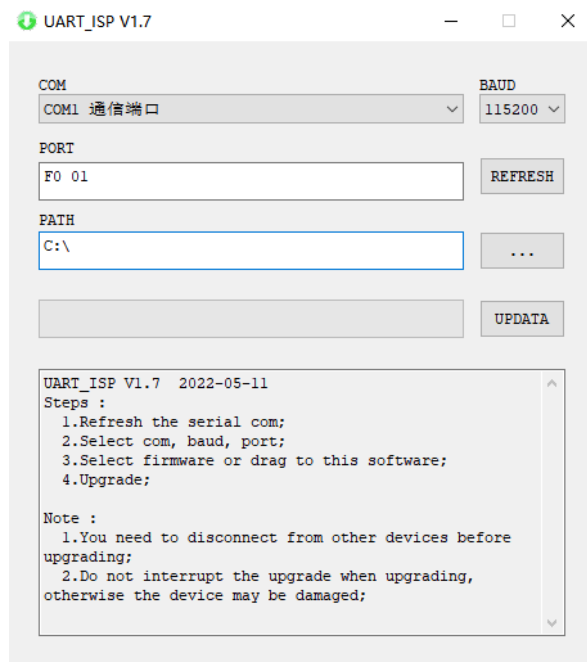 UART_ISP V1.7
COM
BAUD
COM1 通信端口
115200
PORT
F0 01
REFRESH
PATH
C:\
...
UPDATA
UART_ISP V1.7  2022-05-11
Steps :
  1.Refresh the serial com;
  2.Select com, baud, port;
  3.Select firmware or drag to this software;
  4.Upgrade;
Note :
  1.You need to disconnect from other devices before
upgrading;
  2.Do not interrupt the upgrade when upgrading,
otherwise the device may be damaged;